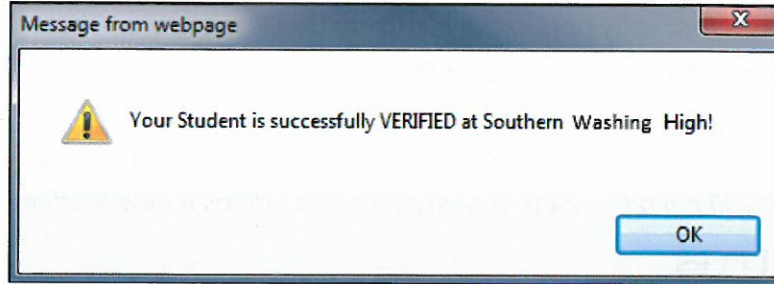 Message from webpage
X
Your Student is successfully VERIFIED at Southern Washing High!
OK